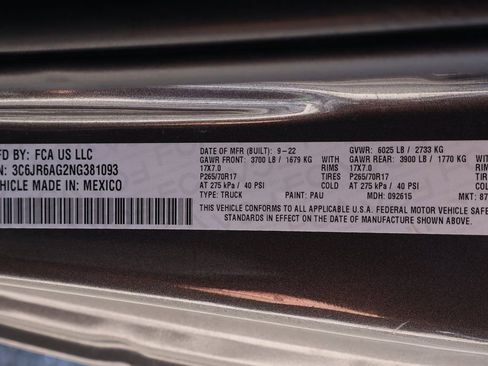 FD BY: FCA US LLC
N: 3C6JR6AG2NG381093
EHICLE MADE IN: MEXICO
DATE OF MFR (BUILT): 9-22 GVWR: 6025 LB / 2733 KG
GAWR FRONT: 3700 LB / 1679 KG GAWR REAR: 3900 LB / 1770 KG
17X7.0 RIMS 17X7.0 RIMS
P265/70R17 TIRES P265/70R17 TIRES
AT 275 kPa / 40 PSI COLD AT 275 kPa / 40 PSI COLD
TYPE: TRUCK PAINT: PAU MDH: 092615 MKT: 87
THIS VEHICLE CONFORMS TO ALL APPLICABLE U.S.A. FEDERAL MOTOR VEHICLE SAFE
STANDARDS IN EFFECT ON THE DATE OF MANUFACTURE SHOWN ABOVE.